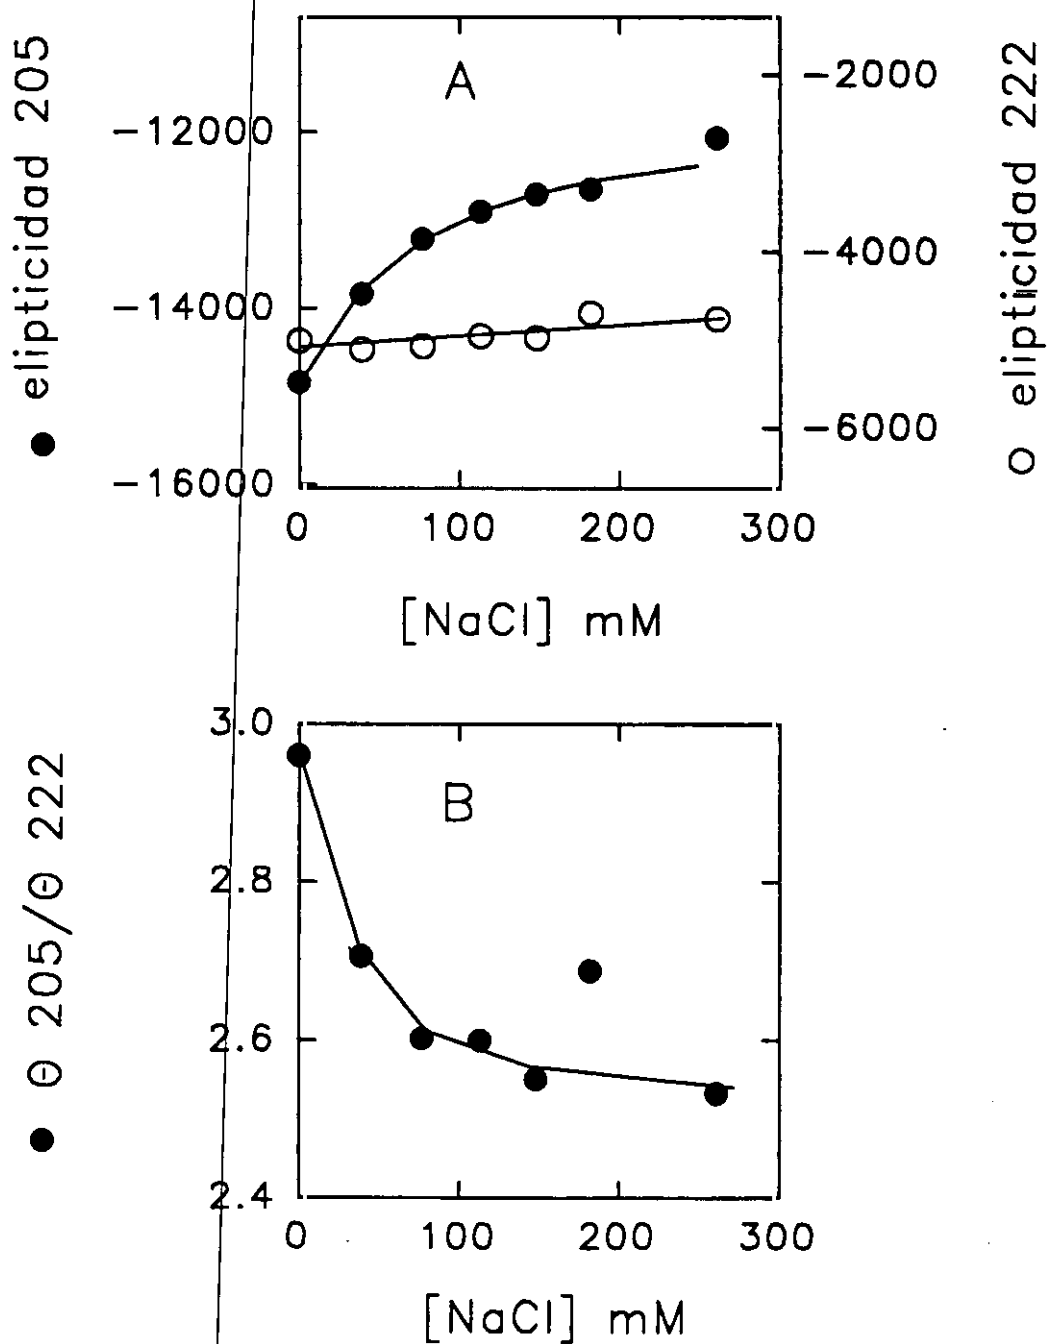 ● elipticidad 205
A
−12000
−14000
−16000
−2000
−4000
−6000
○ elipticidad 222
0 100 200 300
[NaCl] mM
● Θ 205/Θ 222
B
3.0
2.8
2.6
2.4
0 100 200 300
[NaCl] mM